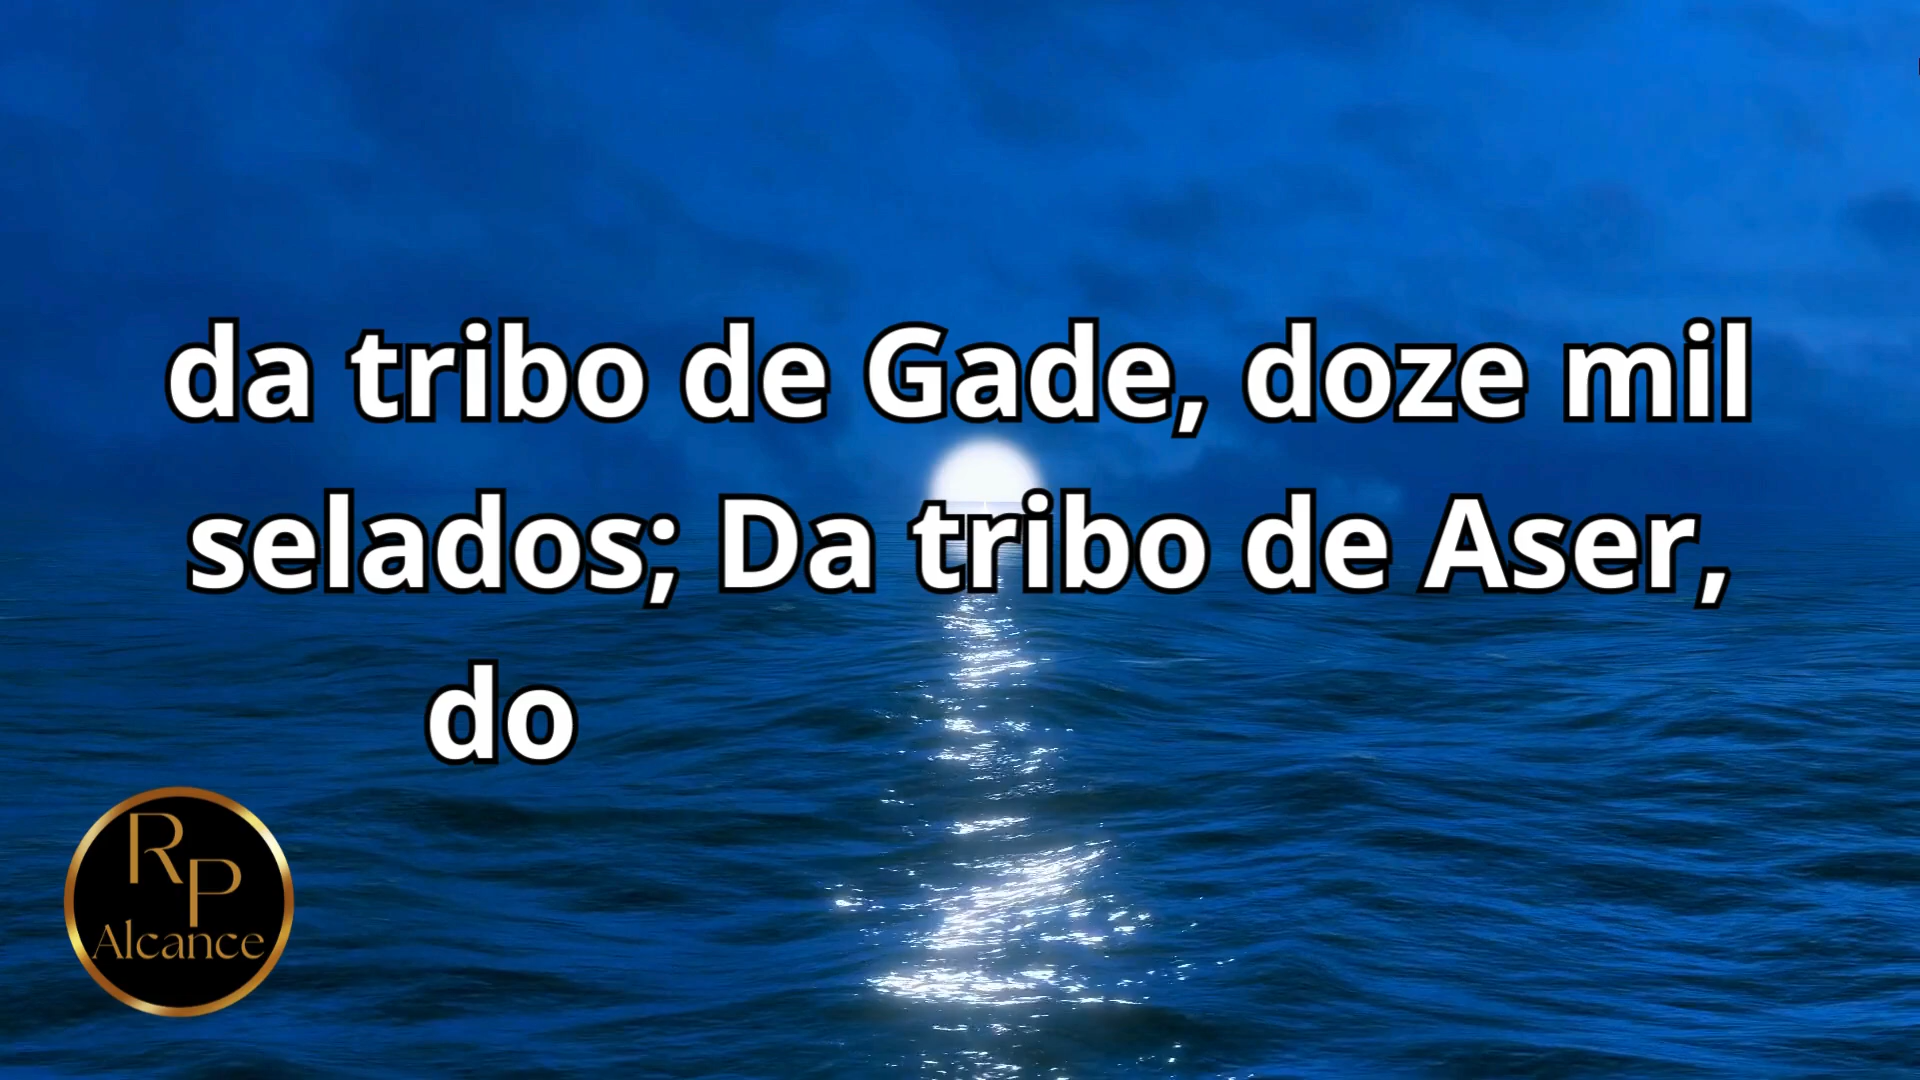 da tribo de Gade, doze mil
selados; Da tribo de Aser,
do
RP
Alcance